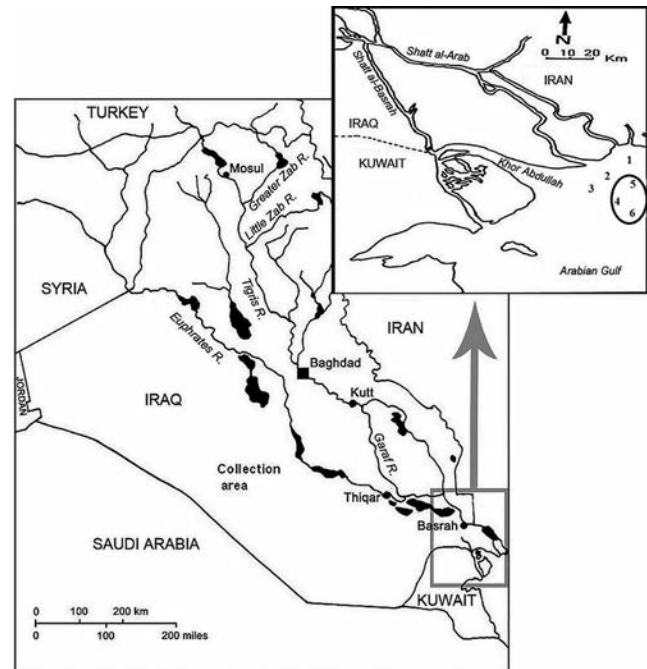 N
0 10 20 Km
Shatt al-Arab
IRAN
Shatt al-Basrah
IRAQ
KUWAIT
Khor Abdullah
1
2
3
5
4
6
Arabian Gulf
TURKEY
Mosul
Greater Zab R.
Little Zab R.
SYRIA
Tigris R.
Euphrates R.
IRAN
Baghdad
JORDAN
IRAQ
Kutt
Garaf R.
Collection
area
Thiqar
Basrah
SAUDI ARABIA
KUWAIT
0 100 200 km
0 100 200 miles